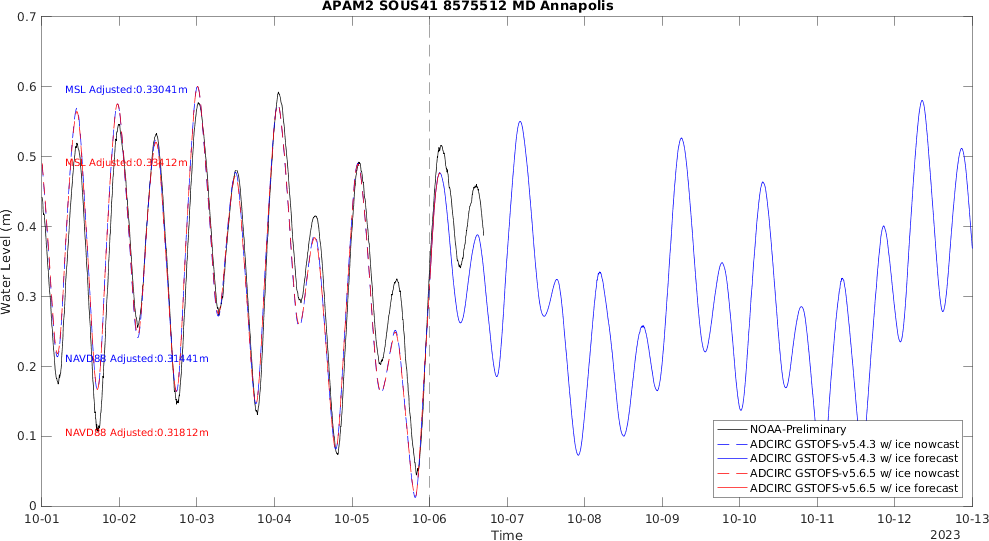 APAM2 SOUS41 8575512 MD Annapolis
0.7
0.6
0.5
0.4
0.3
0.2
0.1
0
Water Level (m)
MSL Adjusted:0.33041m
MSL Adjusted:0.33412m
NAVD88 Adjusted:0.31441m
NAVD88 Adjusted:0.31812m
NOAA-Preliminary
ADCIRC GSTOFS-v5.4.3 w/ ice nowcast
ADCIRC GSTOFS-v5.4.3 w/ ice forecast
ADCIRC GSTOFS-v5.6.5 w/ ice nowcast
ADCIRC GSTOFS-v5.6.5 w/ ice forecast
10-01 10-02 10-03 10-04 10-05 10-06 10-07 10-08 10-09 10-10 10-11 10-12 10-13
Time
2023